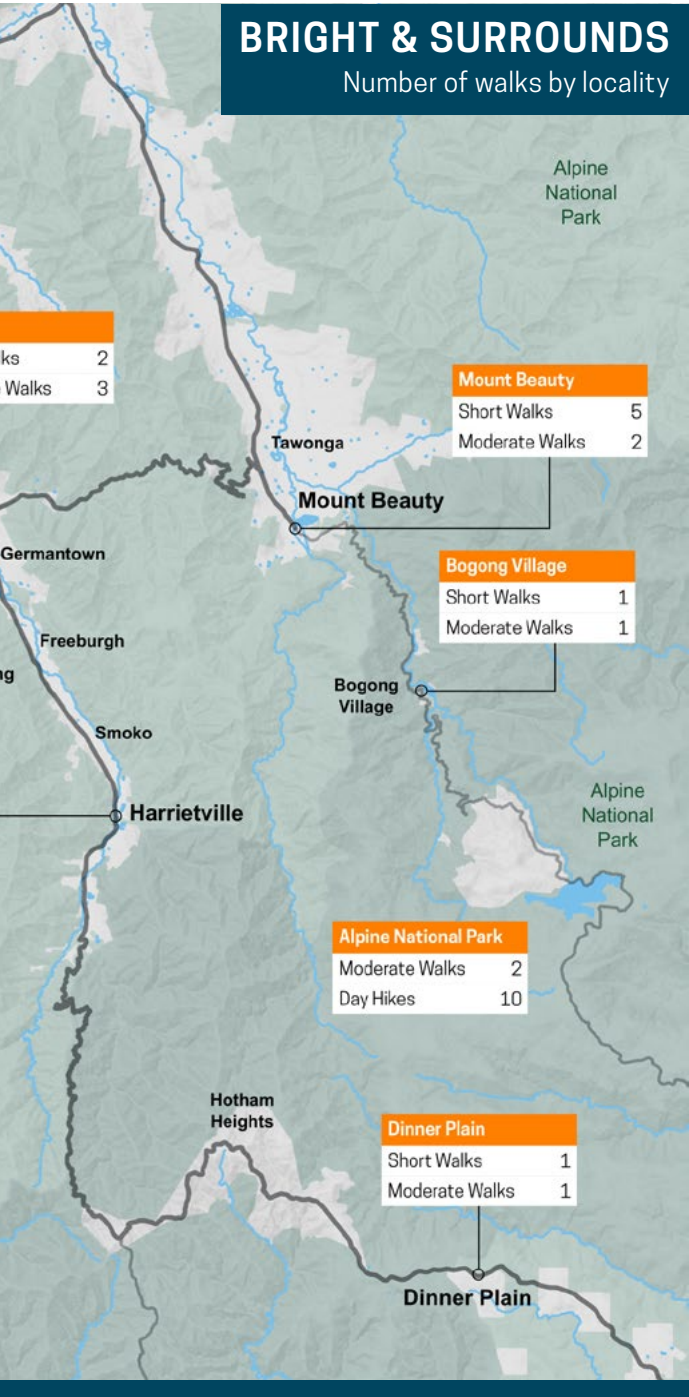 BRIGHT & SURROUNDS
Number of walks by locality
Alpine
National
Park
2
Walks 3
Mount Beauty
Short Walks 5
Moderate Walks 2
Tawonga
Mount Beauty
Germantown
Bogong Village
Short Walks 1
Moderate Walks 1
Freeburgh
Bogong
Village
Smoko
Alpine
National
Park
Harrietville
Alpine National Park
Moderate Walks 2
Day Hikes 10
Hotham
Heights
Dinner Plain
Short Walks 1
Moderate Walks 1
Dinner Plain